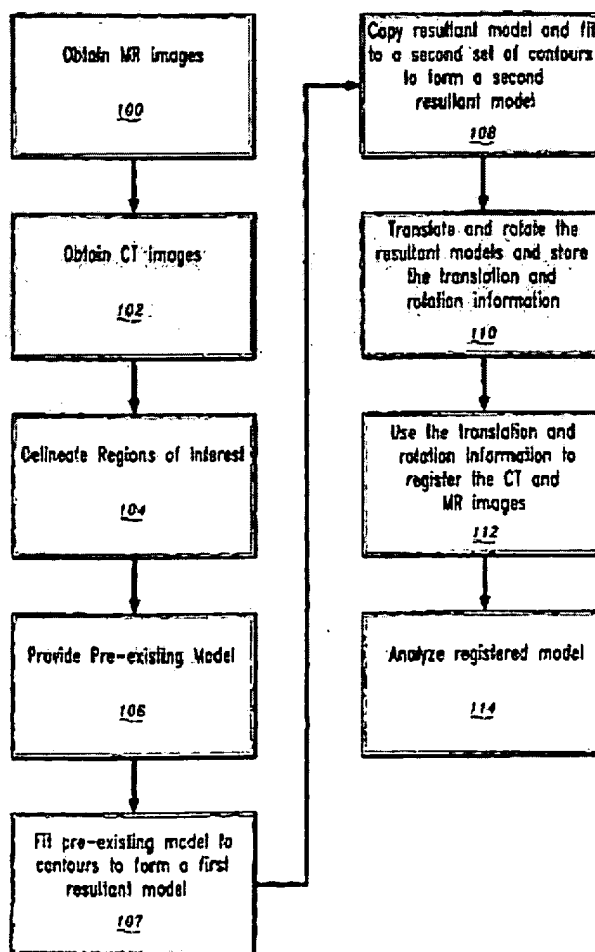 Obtain MR images
100
Obtain CT images
102
Delineate Regions of Interest
104
Provide Pre-existing Model
106
Fit pre-existing model to
contours to form a first
resultant model
107
Copy resultant model and fit
to a second set of contours
to form a second
resultant model
108
Translate and rotate the
resultant models and store
the translation and
rotation information
110
Use the translation and
rotation information to
register the CT and
MR images
112
Analyze registered model
114